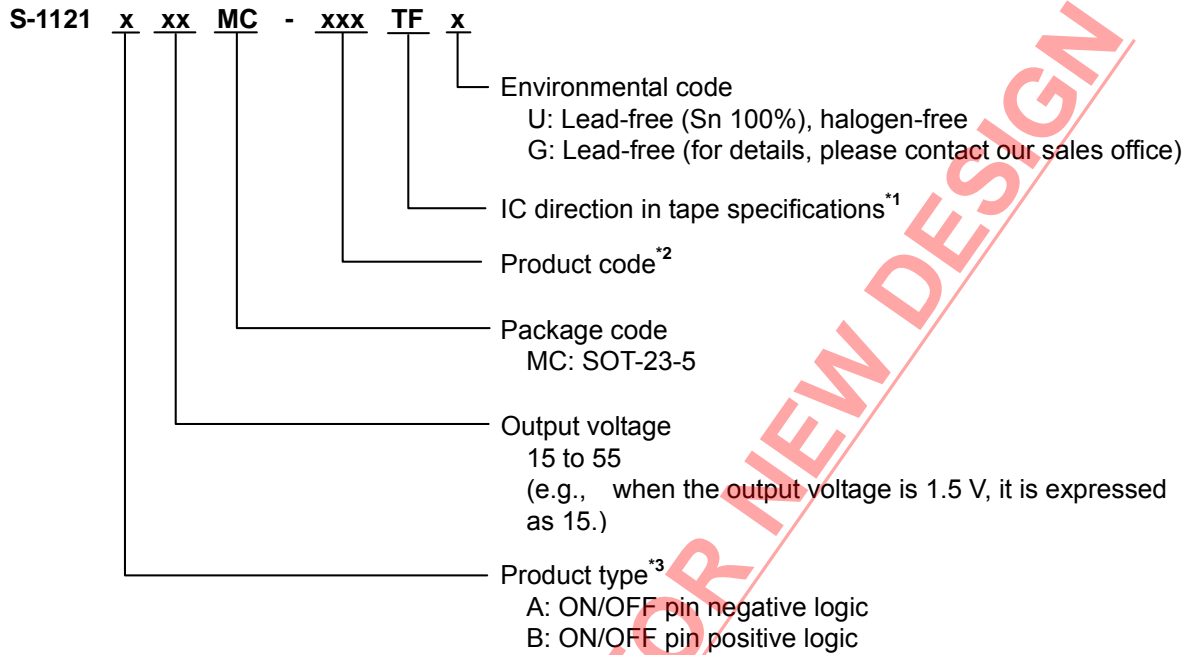 S-1121 x xx MC - xxx TF x
Environmental code
U: Lead-free (Sn 100%), halogen-free
G: Lead-free (for details, please contact our sales office)
IC direction in tape specifications*1
Product code*2
Package code
MC: SOT-23-5
Output voltage
15 to 55
(e.g., when the output voltage is 1.5 V, it is expressed
as 15.)
Product type*3
A: ON/OFF pin negative logic
B: ON/OFF pin positive logic
FOR NEW DESIGN